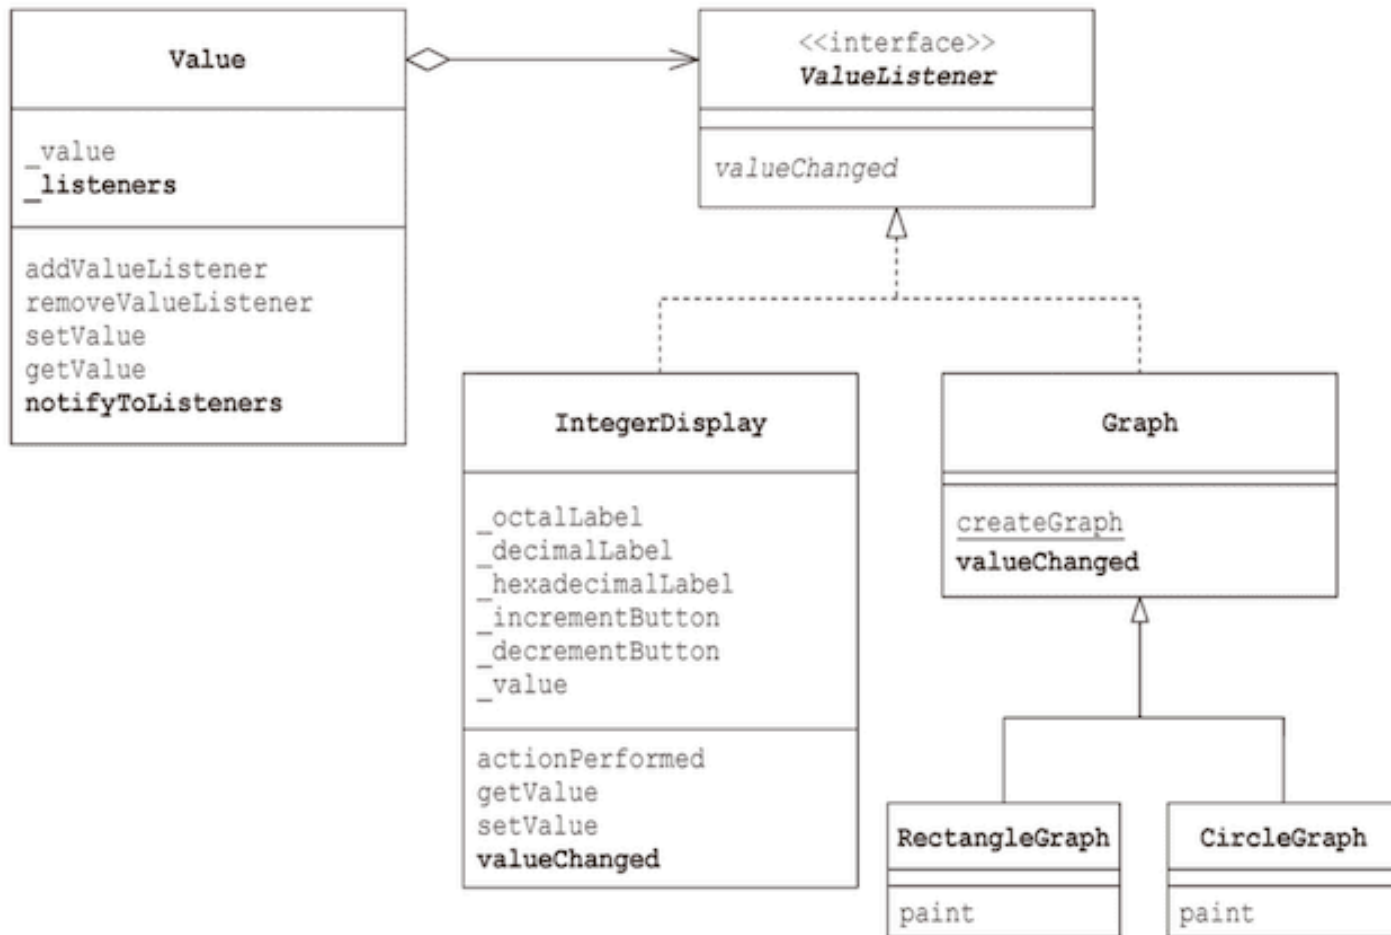 Value
_value
_listeners
addValueListener
removeValueListener
setValue
getValue
notifyToListeners
<<interface>>
ValueListener
valueChanged
IntegerDisplay
_octalLabel
_decimalLabel
_hexadecimalLabel
_incrementButton
_decrementButton
_value
actionPerformed
getValue
setValue
valueChanged
Graph
createGraph
valueChanged
RectangleGraph
paint
CircleGraph
paint